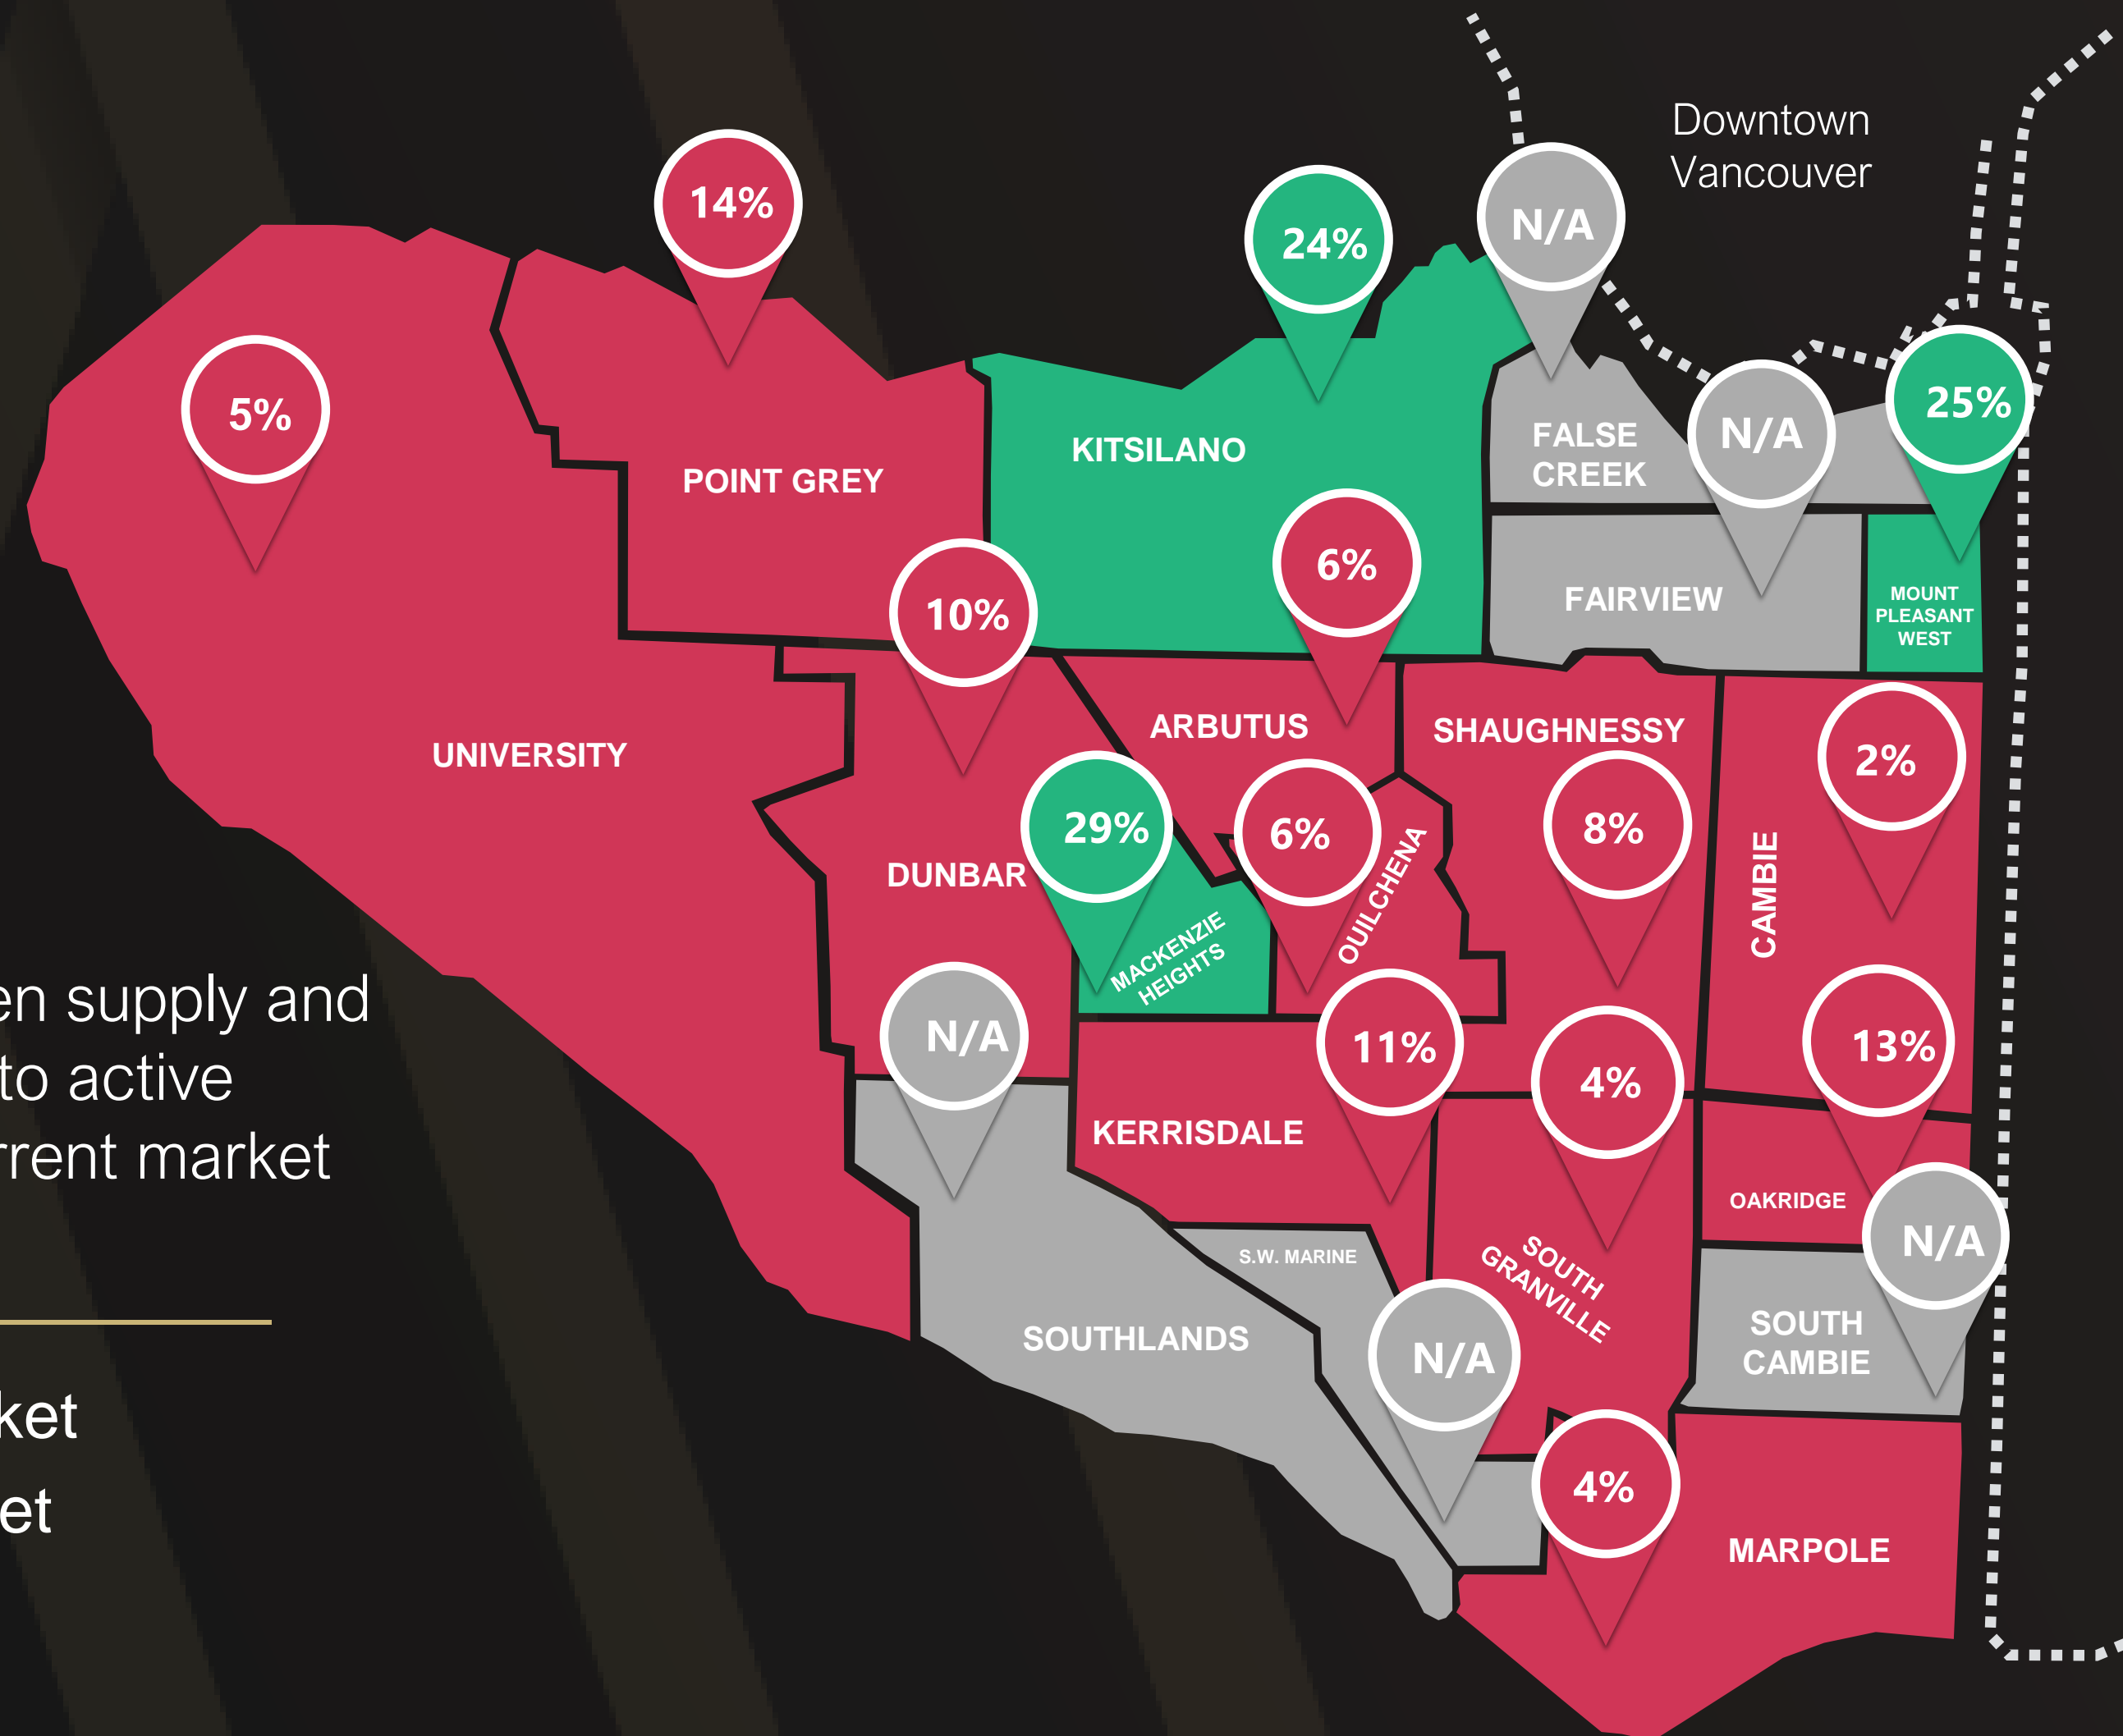 Downtown
Vancouver
14%
24%
N/A
5%
25%
N/A
KITSILANO
FALSE
CREEK
POINT GREY
6%
10%
FAIRVIEW
MOUNT
PLEASANT
WEST
UNIVERSITY
ARBUTUS
SHAUGHNESSY
2%
29%
6%
8%
DUNBAR
QUILCHENA
CAMBIE
MACKENZIE
HEIGHTS
en supply and
to active
rrent market
N/A
11%
4%
13%
KERRISDALE
OAKRIDGE
N/A
S.W. MARINE
SOUTH
GRANVILLE
SOUTHLANDS
SOUTH
CAMBIE
N/A
ket
et
4%
MARPOLE